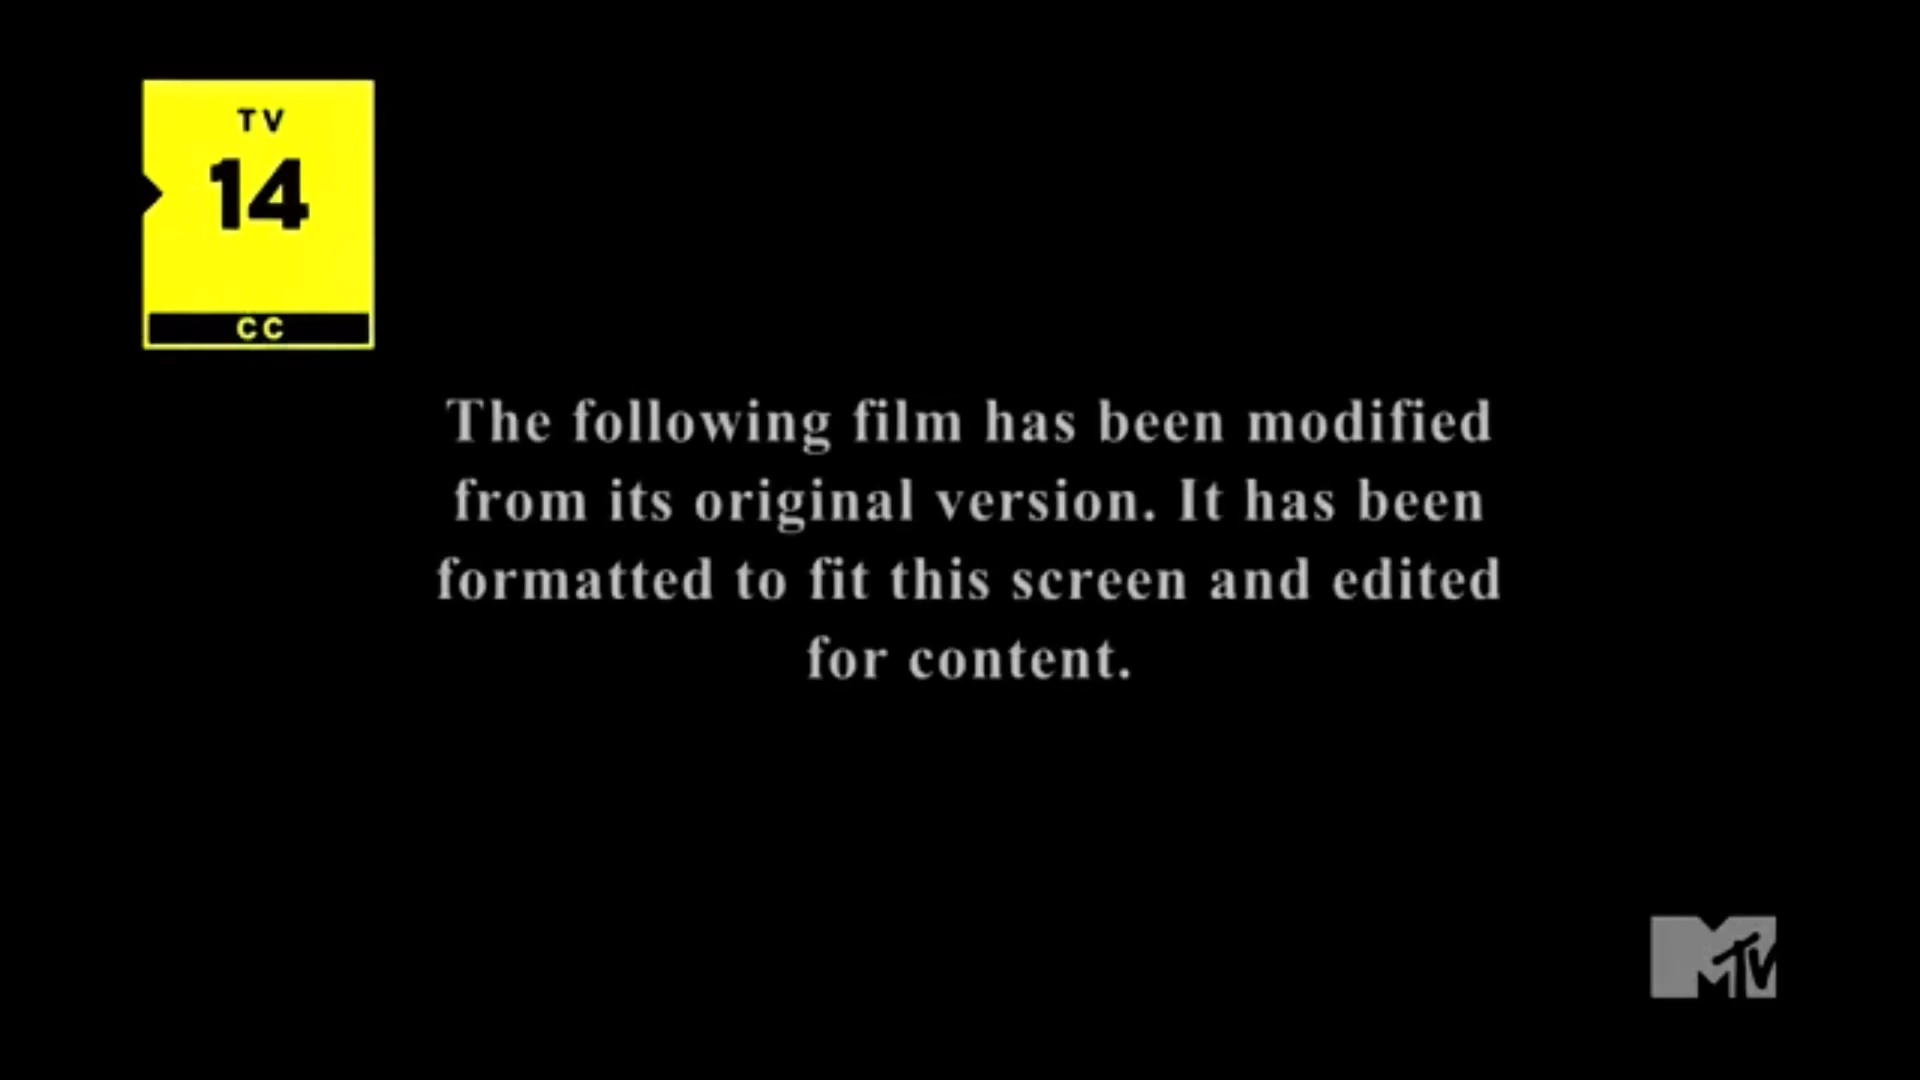 TV
14
CC
The following film has been modified
from its original version. It has been
formatted to fit this screen and edited
for content.
MTV